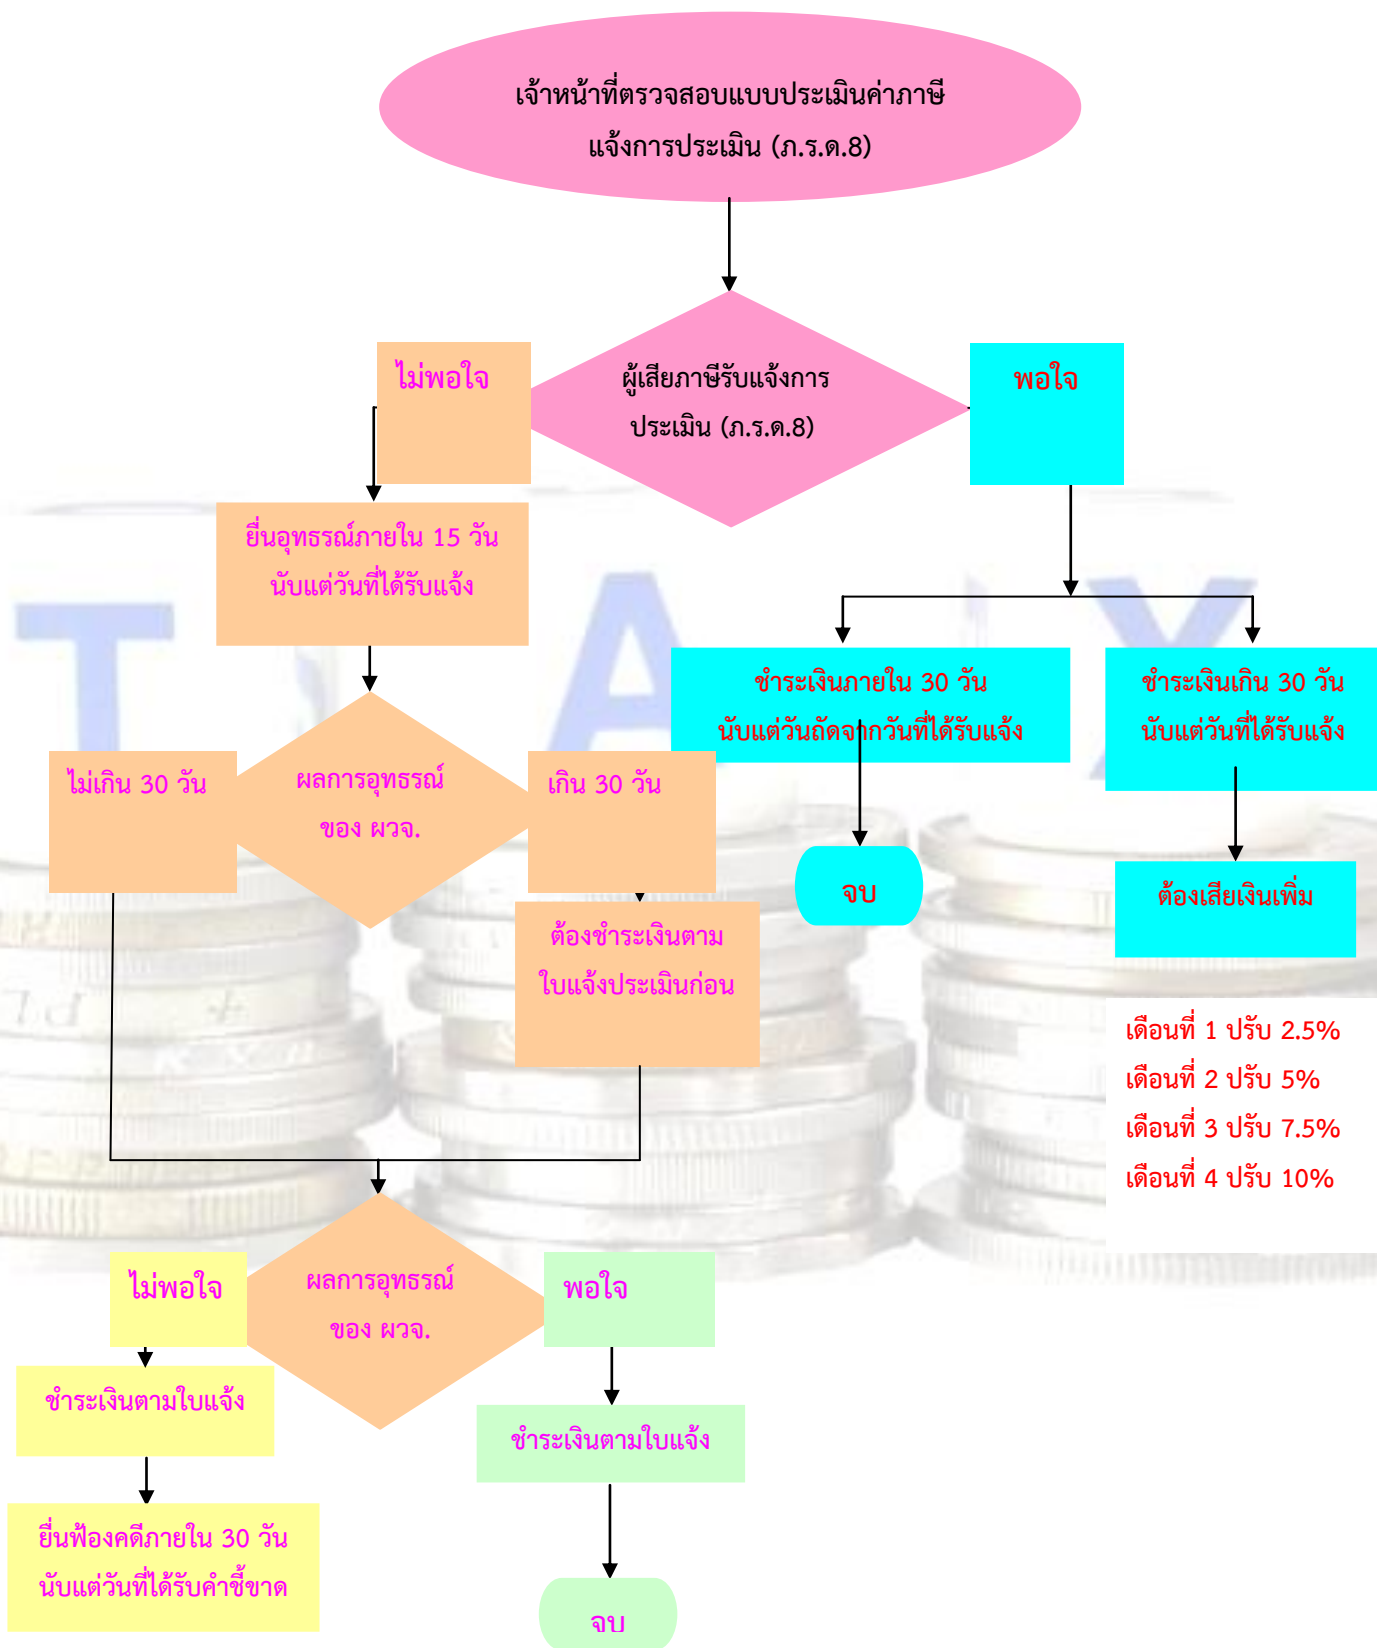 เจ้าหน้าที่ตรวจสอบแบบประเมินค่าภาษี
แจ้งการประเมิน (ภ.ร.ด.8)
ไม่พอใจ
ผู้เสียภาษีรับแจ้งการ
ประเมิน (ภ.ร.ด.8)
พอใจ
ยื่นอุทธรณ์ภายใน 15 วัน
นับแต่วันที่ได้รับแจ้ง
T A X
ชำระเงินภายใน 30 วัน
นับแต่วันถัดจากวันที่ได้รับแจ้ง
ชำระเงินเกิน 30 วัน
นับแต่วันที่ได้รับแจ้ง
ไม่เกิน 30 วัน
ผลการอุทธรณ์
ของ ผวจ.
เกิน 30 วัน
จบ
ต้องเสียเงินเพิ่ม
ต้องชำระเงินตาม
ใบแจ้งประเมินก่อน
เดือนที่ 1 ปรับ 2.5%
เดือนที่ 2 ปรับ 5%
เดือนที่ 3 ปรับ 7.5%
เดือนที่ 4 ปรับ 10%
ไม่พอใจ
ผลการอุทธรณ์
ของ ผวจ.
พอใจ
ชำระเงินตามใบแจ้ง
ชำระเงินตามใบแจ้ง
ยื่นฟ้องคดีภายใน 30 วัน
นับแต่วันที่ได้รับคำชี้ขาด
จบ